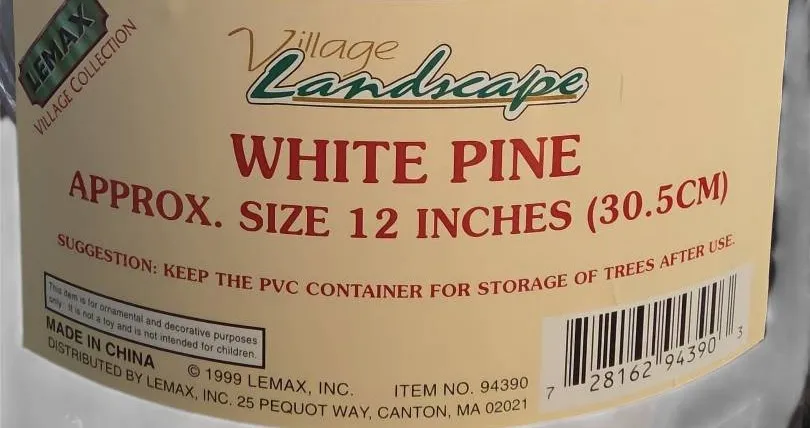 LEMAX
VILLAGE COLLECTION
Village
Landscape
WHITE PINE
APPROX. SIZE 12 INCHES (30.5CM)
SUGGESTION: KEEP THE PVC CONTAINER FOR STORAGE OF TREES AFTER USE.
This item is for ornamental and decorative purposes
only. It is not a toy and is not intended for children.
MADE IN CHINA
© 1999 LEMAX, INC. ITEM NO. 94390
DISTRIBUTED BY LEMAX, INC. 25 PEQUOT WAY, CANTON, MA 02021
7 28162 94390 3